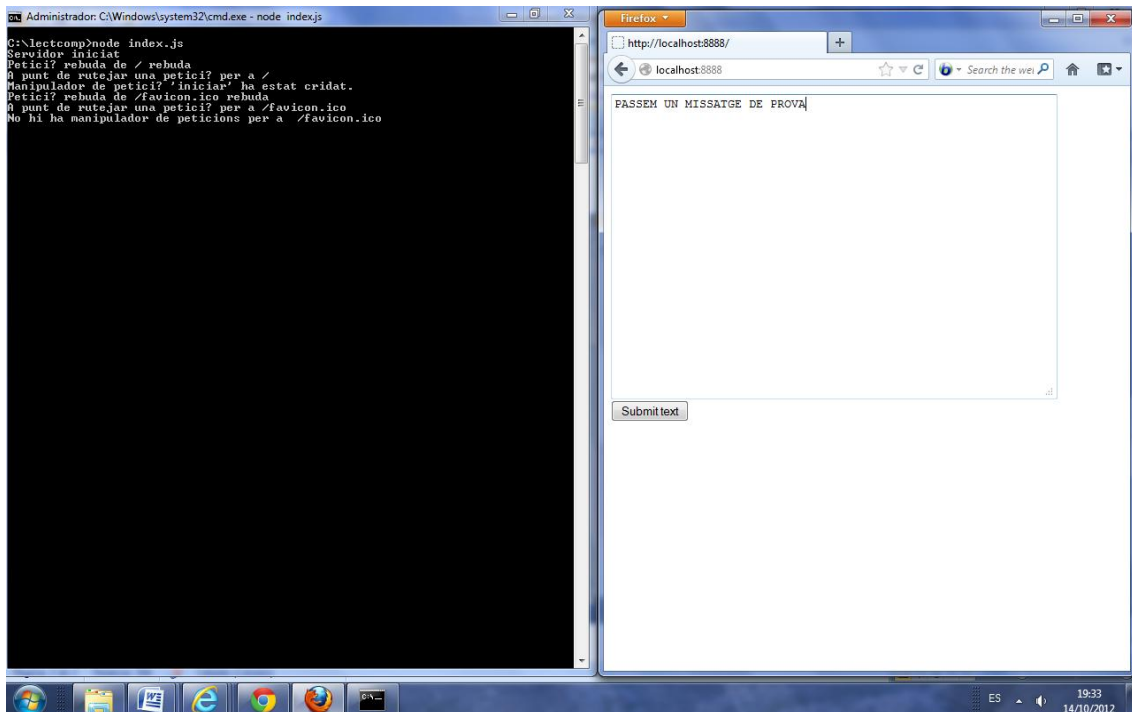 Administrador: C:\Windows\system32\cmd.exe - node index.js
C:\lectcomp>node index.js
Servidor iniciat
Petici? rebuda de / rebuda
A punt de rutejar una petici? per a /
Manipulador de petici? 'iniciar' ha estat cridat.
Petici? rebuda de /favicon.ico rebuda
A punt de rutejar una petici? per a /favicon.ico
No hi ha manipulador de peticions per a  /favicon.ico
Firefox
http://localhost:8888/
localhost:8888
Search the wel
PASSEM UN MISSATGE DE PROVA
Submit text
ES
19:33
14/10/2012